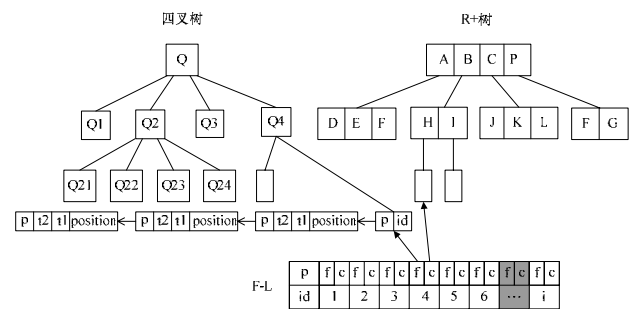 四叉树 R+树
Q A B C P
Q1 Q2 Q3 Q4 D E F H I J K L F G
Q21 Q22 Q23 Q24
p t2 t1 position p t2 t1 position p t2 t1 position p id
F-L p f c f c f c f c f c f c f c f c
id 1 2 3 4 5 6 … i